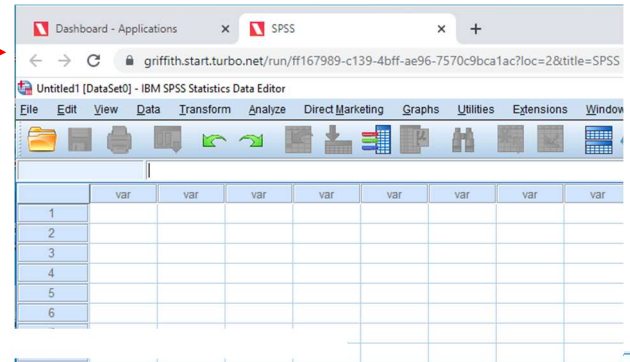 Dashboard - Applications × SPSS × +
griffith.start.turbo.net/run/ff167989-c139-4bff-ae96-7570c9bca1ac?loc=2&title=SPSS
Untitled1 [DataSet0] - IBM SPSS Statistics Data Editor
File Edit View Data Transform Analyze Direct Marketing Graphs Utilities Extensions Window
var var var var var var var var
1
2
3
4
5
6